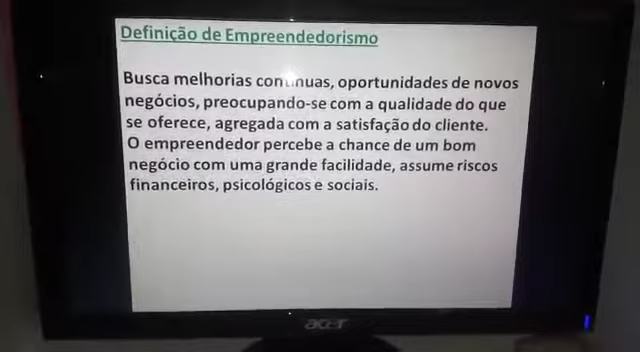 Definição de Empreendedorismo
Busca melhorias contínuas, oportunidades de novos
negócios, preocupando-se com a qualidade do que
se oferece, agregada com a satisfação do cliente.
O empreendedor percebe a chance de um bom
negócio com uma grande facilidade, assume riscos
financeiros, psicológicos e sociais.
acer